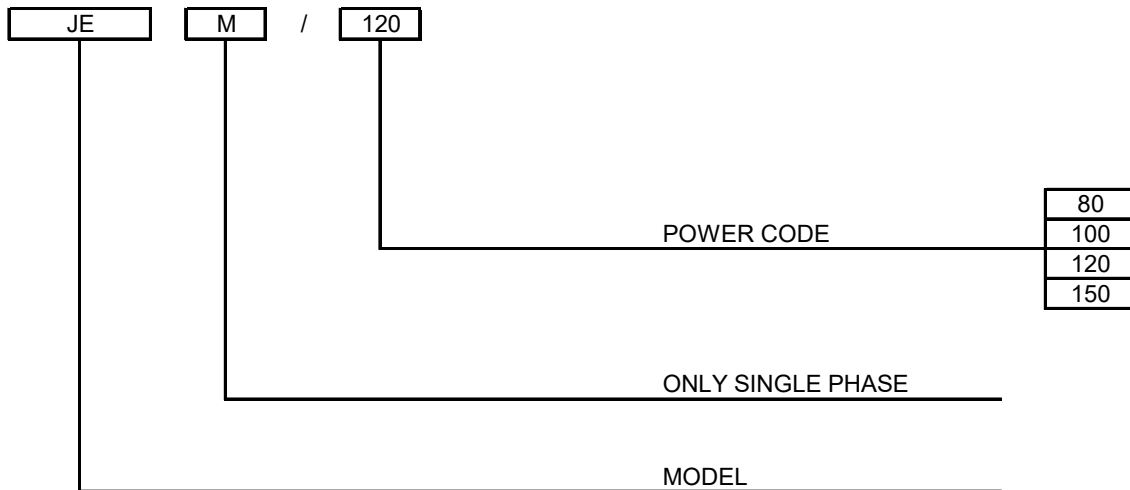 JE M / 120
80
POWER CODE 100
120
150
ONLY SINGLE PHASE
MODEL